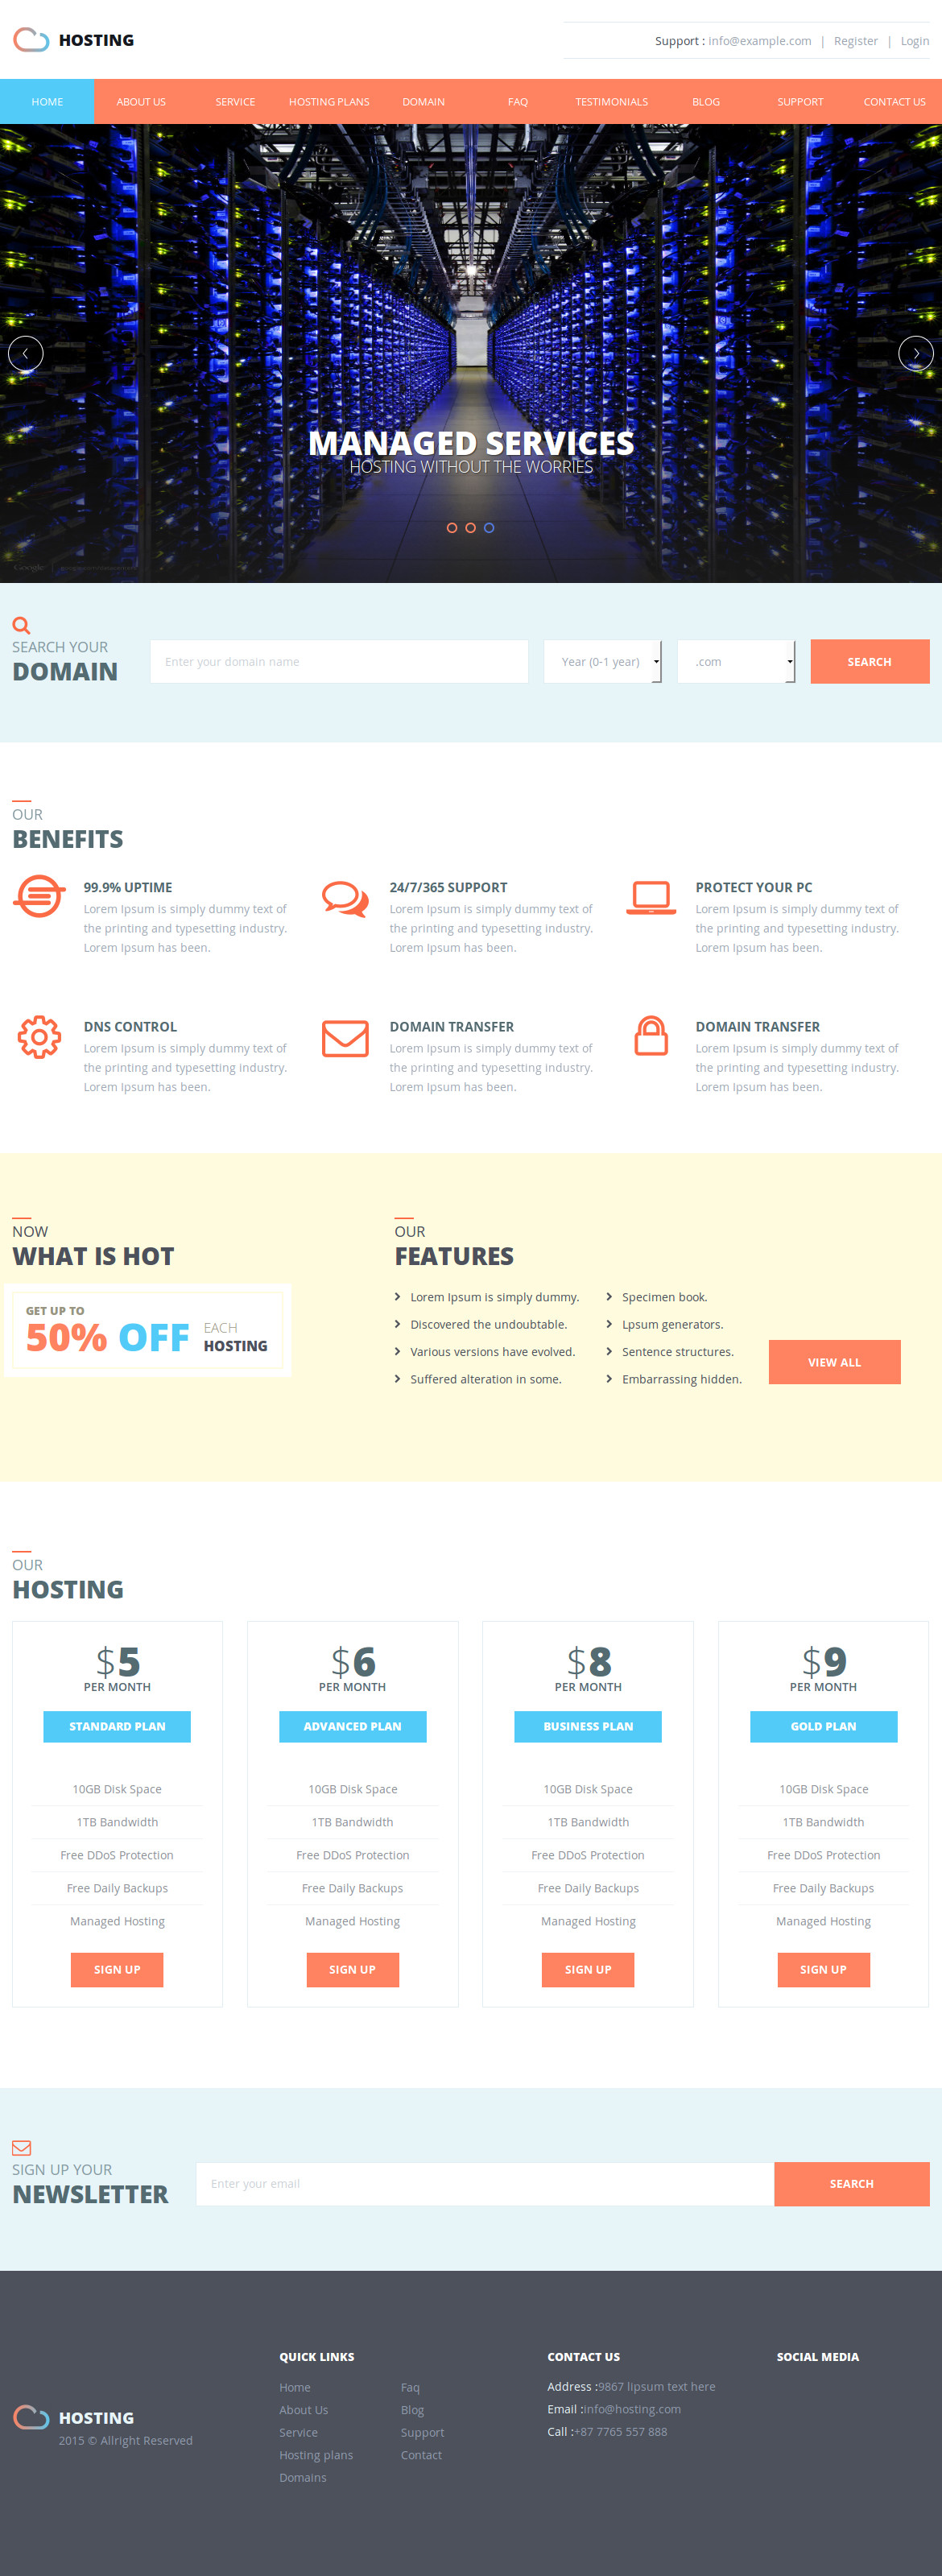 HOSTING
Support : info@example.com | Register | Login
HOME ABOUT US SERVICE HOSTING PLANS DOMAIN FAQ TESTIMONIALS BLOG SUPPORT CONTACT US
MANAGED SERVICES
HOSTING WITHOUT THE WORRIES
Google
SEARCH YOUR
DOMAIN
Enter your domain name
Year (0-1 year)
.com
SEARCH
OUR
BENEFITS
99.9% UPTIME
Lorem Ipsum is simply dummy text of
the printing and typesetting industry.
Lorem Ipsum has been.
24/7/365 SUPPORT
Lorem Ipsum is simply dummy text of
the printing and typesetting industry.
Lorem Ipsum has been.
PROTECT YOUR PC
Lorem Ipsum is simply dummy text of
the printing and typesetting industry.
Lorem Ipsum has been.
DNS CONTROL
Lorem Ipsum is simply dummy text of
the printing and typesetting industry.
Lorem Ipsum has been.
DOMAIN TRANSFER
Lorem Ipsum is simply dummy text of
the printing and typesetting industry.
Lorem Ipsum has been.
DOMAIN TRANSFER
Lorem Ipsum is simply dummy text of
the printing and typesetting industry.
Lorem Ipsum has been.
NOW
WHAT IS HOT
GET UP TO
50% OFF
EACH
HOSTING
OUR
FEATURES
Lorem Ipsum is simply dummy.
Discovered the undoubtable.
Various versions have evolved.
Suffered alteration in some.
Specimen book.
Lpsum generators.
Sentence structures.
Embarrassing hidden.
VIEW ALL
OUR
HOSTING
$5
PER MONTH
STANDARD PLAN
10GB Disk Space
1TB Bandwidth
Free DDoS Protection
Free Daily Backups
Managed Hosting
SIGN UP
$6
PER MONTH
ADVANCED PLAN
10GB Disk Space
1TB Bandwidth
Free DDoS Protection
Free Daily Backups
Managed Hosting
SIGN UP
$8
PER MONTH
BUSINESS PLAN
10GB Disk Space
1TB Bandwidth
Free DDoS Protection
Free Daily Backups
Managed Hosting
SIGN UP
$9
PER MONTH
GOLD PLAN
10GB Disk Space
1TB Bandwidth
Free DDoS Protection
Free Daily Backups
Managed Hosting
SIGN UP
SIGN UP YOUR
NEWSLETTER
Enter your email
SEARCH
HOSTING
2015 © Allright Reserved
QUICK LINKS
Home
About Us
Service
Hosting plans
Domains
Faq
Blog
Support
Contact
CONTACT US
Address :9867 lipsum text here
Email :info@hosting.com
Call :+87 7765 557 888
SOCIAL MEDIA